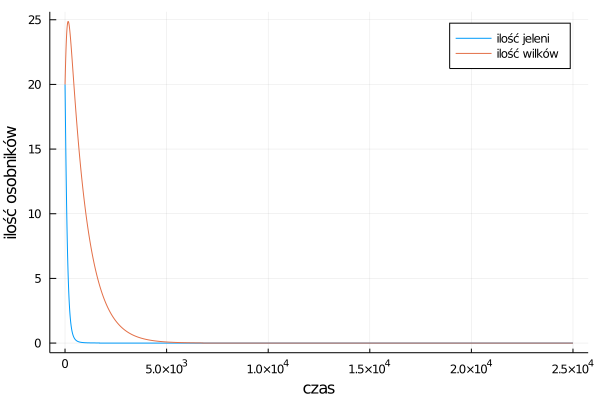 25
20
15
10
5
0
ilość osobników
ilość jeleni
ilość wilków
0 5.0×10³ 1.0×10⁴ 1.5×10⁴ 2.0×10⁴ 2.5×10⁴
czas